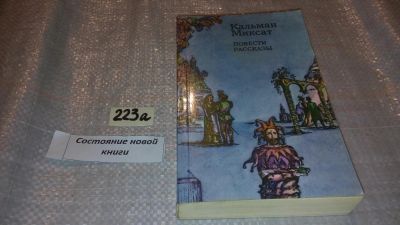 Кальман
Миксат
ПОВЕСТИ
РАССКАЗЫ
223а
Состояние новой
книги